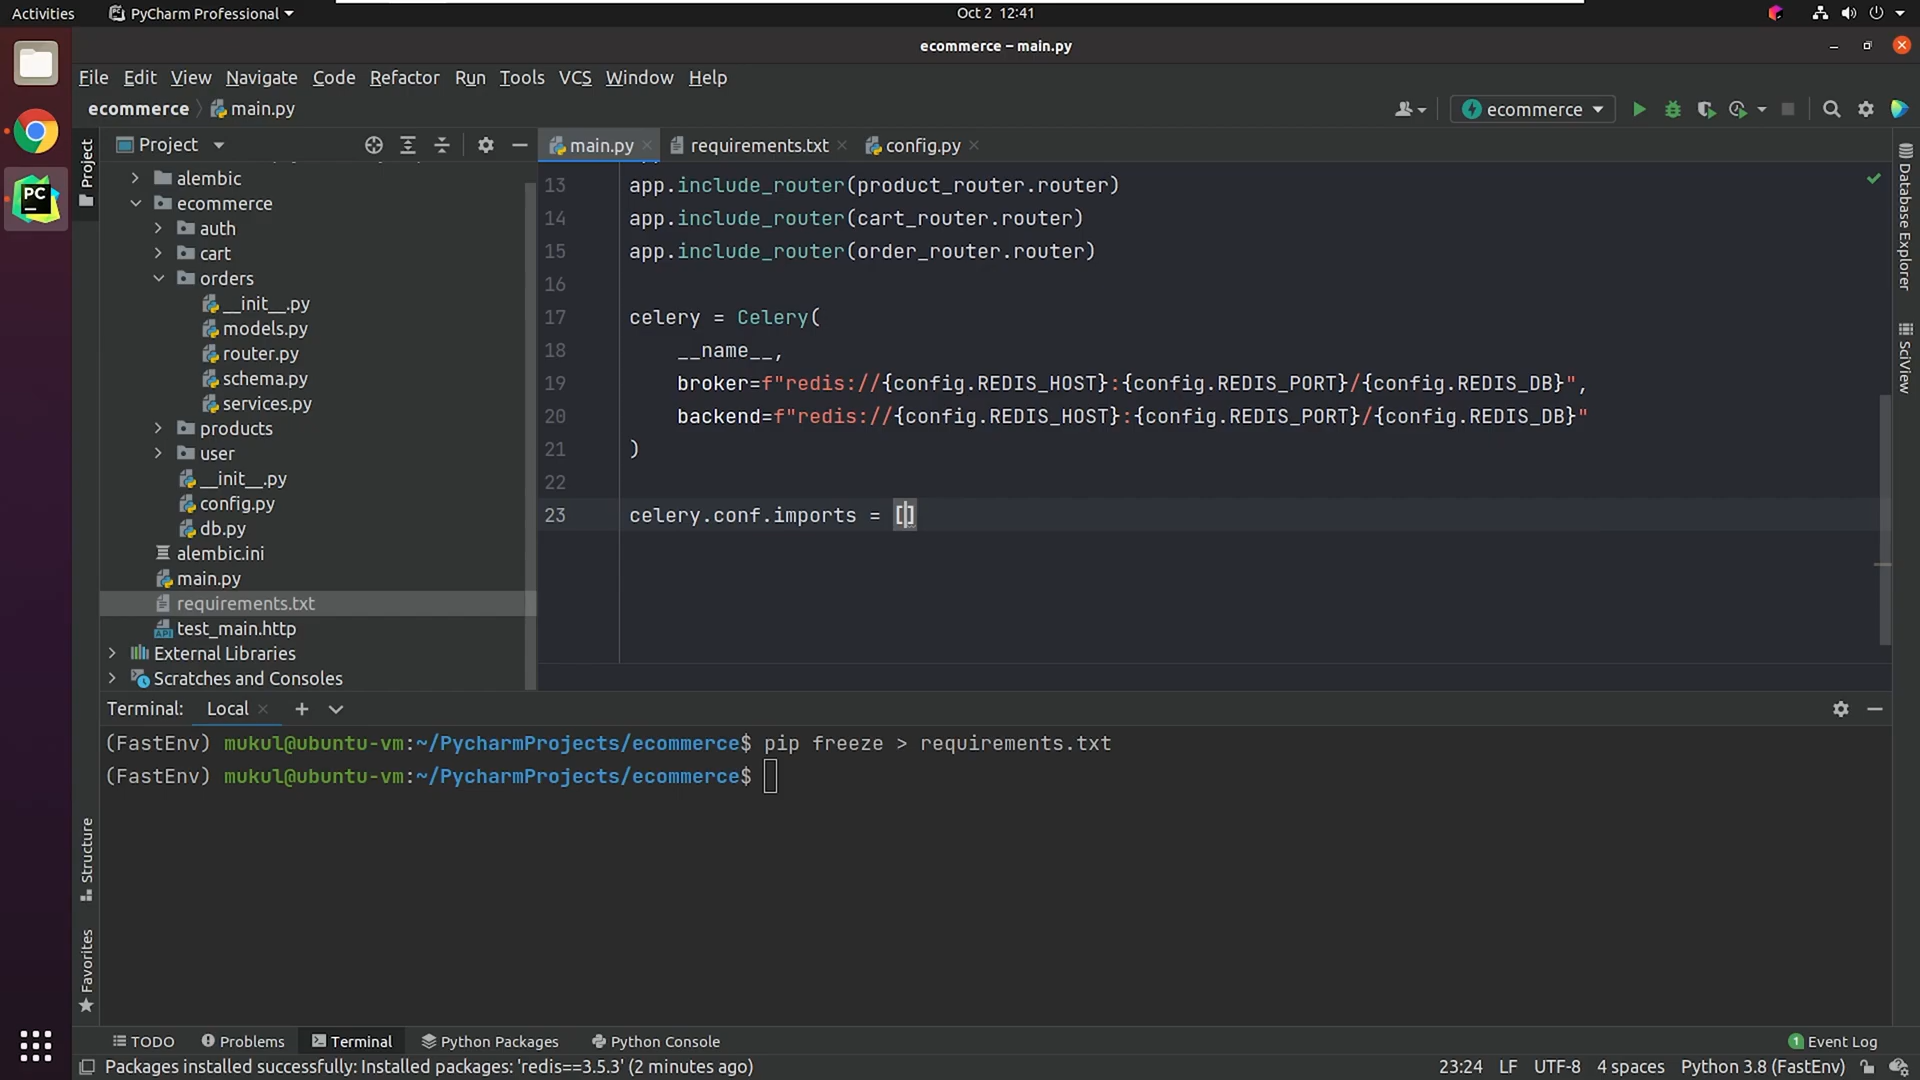 Activities
PyCharm Professional
Oct 2 12:41
ecommerce – main.py
File Edit View Navigate Code Refactor Run Tools VCS Window Help
ecommerce main.py
ecommerce
Project
Project
main.py
requirements.txt
config.py
alembic
ecommerce
auth
cart
orders
__init__.py
models.py
router.py
schema.py
services.py
products
user
__init__.py
config.py
db.py
alembic.ini
main.py
requirements.txt
test_main.http
External Libraries
Scratches and Consoles
13 app.include_router(product_router.router)
14 app.include_router(cart_router.router)
15 app.include_router(order_router.router)
16
17 celery = Celery(
18 __name__,
19 broker=f"redis://{config.REDIS_HOST}:{config.REDIS_PORT}/{config.REDIS_DB}",
20 backend=f"redis://{config.REDIS_HOST}:{config.REDIS_PORT}/{config.REDIS_DB}"
21 )
22
23 celery.conf.imports = []
Database Explorer
SciView
Terminal: Local
(FastEnv) mukul@ubuntu-vm:~/PycharmProjects/ecommerce$ pip freeze > requirements.txt
(FastEnv) mukul@ubuntu-vm:~/PycharmProjects/ecommerce$
Structure
Favorites
TODO Problems Terminal Python Packages Python Console
1 Event Log
Packages installed successfully: Installed packages: 'redis==3.5.3' (2 minutes ago)
23:24 LF UTF-8 4 spaces Python 3.8 (FastEnv)